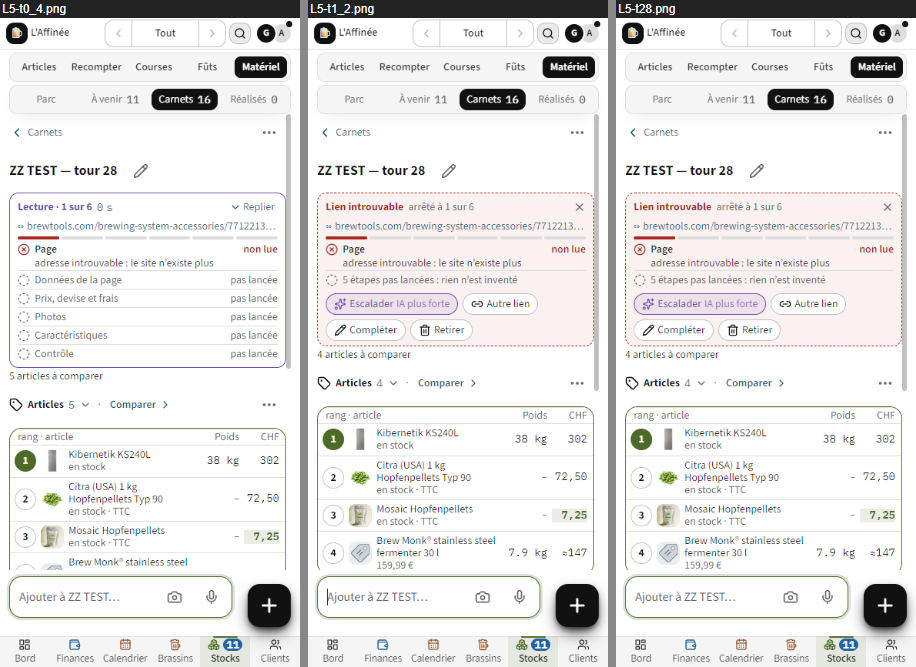 L5-t0_4.png
L'Affinée
Tout
G A
Articles Recompter Courses Fûts Matériel
Parc À venir 11 Carnets 16 Réalisés 0
Carnets
ZZ TEST — tour 28
Lecture · 1 sur 6 0 s Replier
brewtools.com/brewing-system-accessories/7712213…
Page non lue
adresse introuvable : le site n'existe plus
Données de la page pas lancée
Prix, devise et frais pas lancée
Photos pas lancée
Caractéristiques pas lancée
Contrôle pas lancée
5 articles à comparer
Articles 5 · Comparer
rang · article Poids CHF
1 Kibernetik KS240L 38 kg 302
en stock
Citra (USA) 1 kg
2 Hopfenpellets Typ 90 – 72,50
en stock · TTC
3 Mosaic Hopfenpellets – 7,25
en stock · TTC
Brew Monk® stainless steel
Ajouter à ZZ TEST…
11
Bord Finances Calendrier Brassins Stocks Clients
L5-t1_2.png
L'Affinée
Tout
G A
Articles Recompter Courses Fûts Matériel
Parc À venir 11 Carnets 16 Réalisés 0
Carnets
ZZ TEST — tour 28
Lien introuvable arrêté à 1 sur 6
brewtools.com/brewing-system-accessories/7712213…
Page non lue
adresse introuvable : le site n'existe plus
5 étapes pas lancées : rien n'est inventé
Escalader IA plus forte Autre lien
Compléter Retirer
4 articles à comparer
Articles 4 · Comparer
rang · article Poids CHF
1 Kibernetik KS240L 38 kg 302
en stock
Citra (USA) 1 kg
2 Hopfenpellets Typ 90 – 72,50
en stock · TTC
3 Mosaic Hopfenpellets – 7,25
en stock · TTC
Brew Monk® stainless steel
4 fermenter 30 l 7.9 kg ≈147
159,99 €
Ajouter à ZZ TEST…
11
Bord Finances Calendrier Brassins Stocks Clients
L5-t28.png
L'Affinée
Tout
G A
Articles Recompter Courses Fûts Matériel
Parc À venir 11 Carnets 16 Réalisés 0
Carnets
ZZ TEST — tour 28
Lien introuvable arrêté à 1 sur 6
brewtools.com/brewing-system-accessories/7712213…
Page non lue
adresse introuvable : le site n'existe plus
5 étapes pas lancées : rien n'est inventé
Escalader IA plus forte Autre lien
Compléter Retirer
4 articles à comparer
Articles 4 · Comparer
rang · article Poids CHF
1 Kibernetik KS240L 38 kg 302
en stock
Citra (USA) 1 kg
2 Hopfenpellets Typ 90 – 72,50
en stock · TTC
3 Mosaic Hopfenpellets – 7,25
en stock · TTC
Brew Monk® stainless steel
4 fermenter 30 l 7.9 kg ≈147
159,99 €
Ajouter à ZZ TEST…
11
Bord Finances Calendrier Brassins Stocks Clients